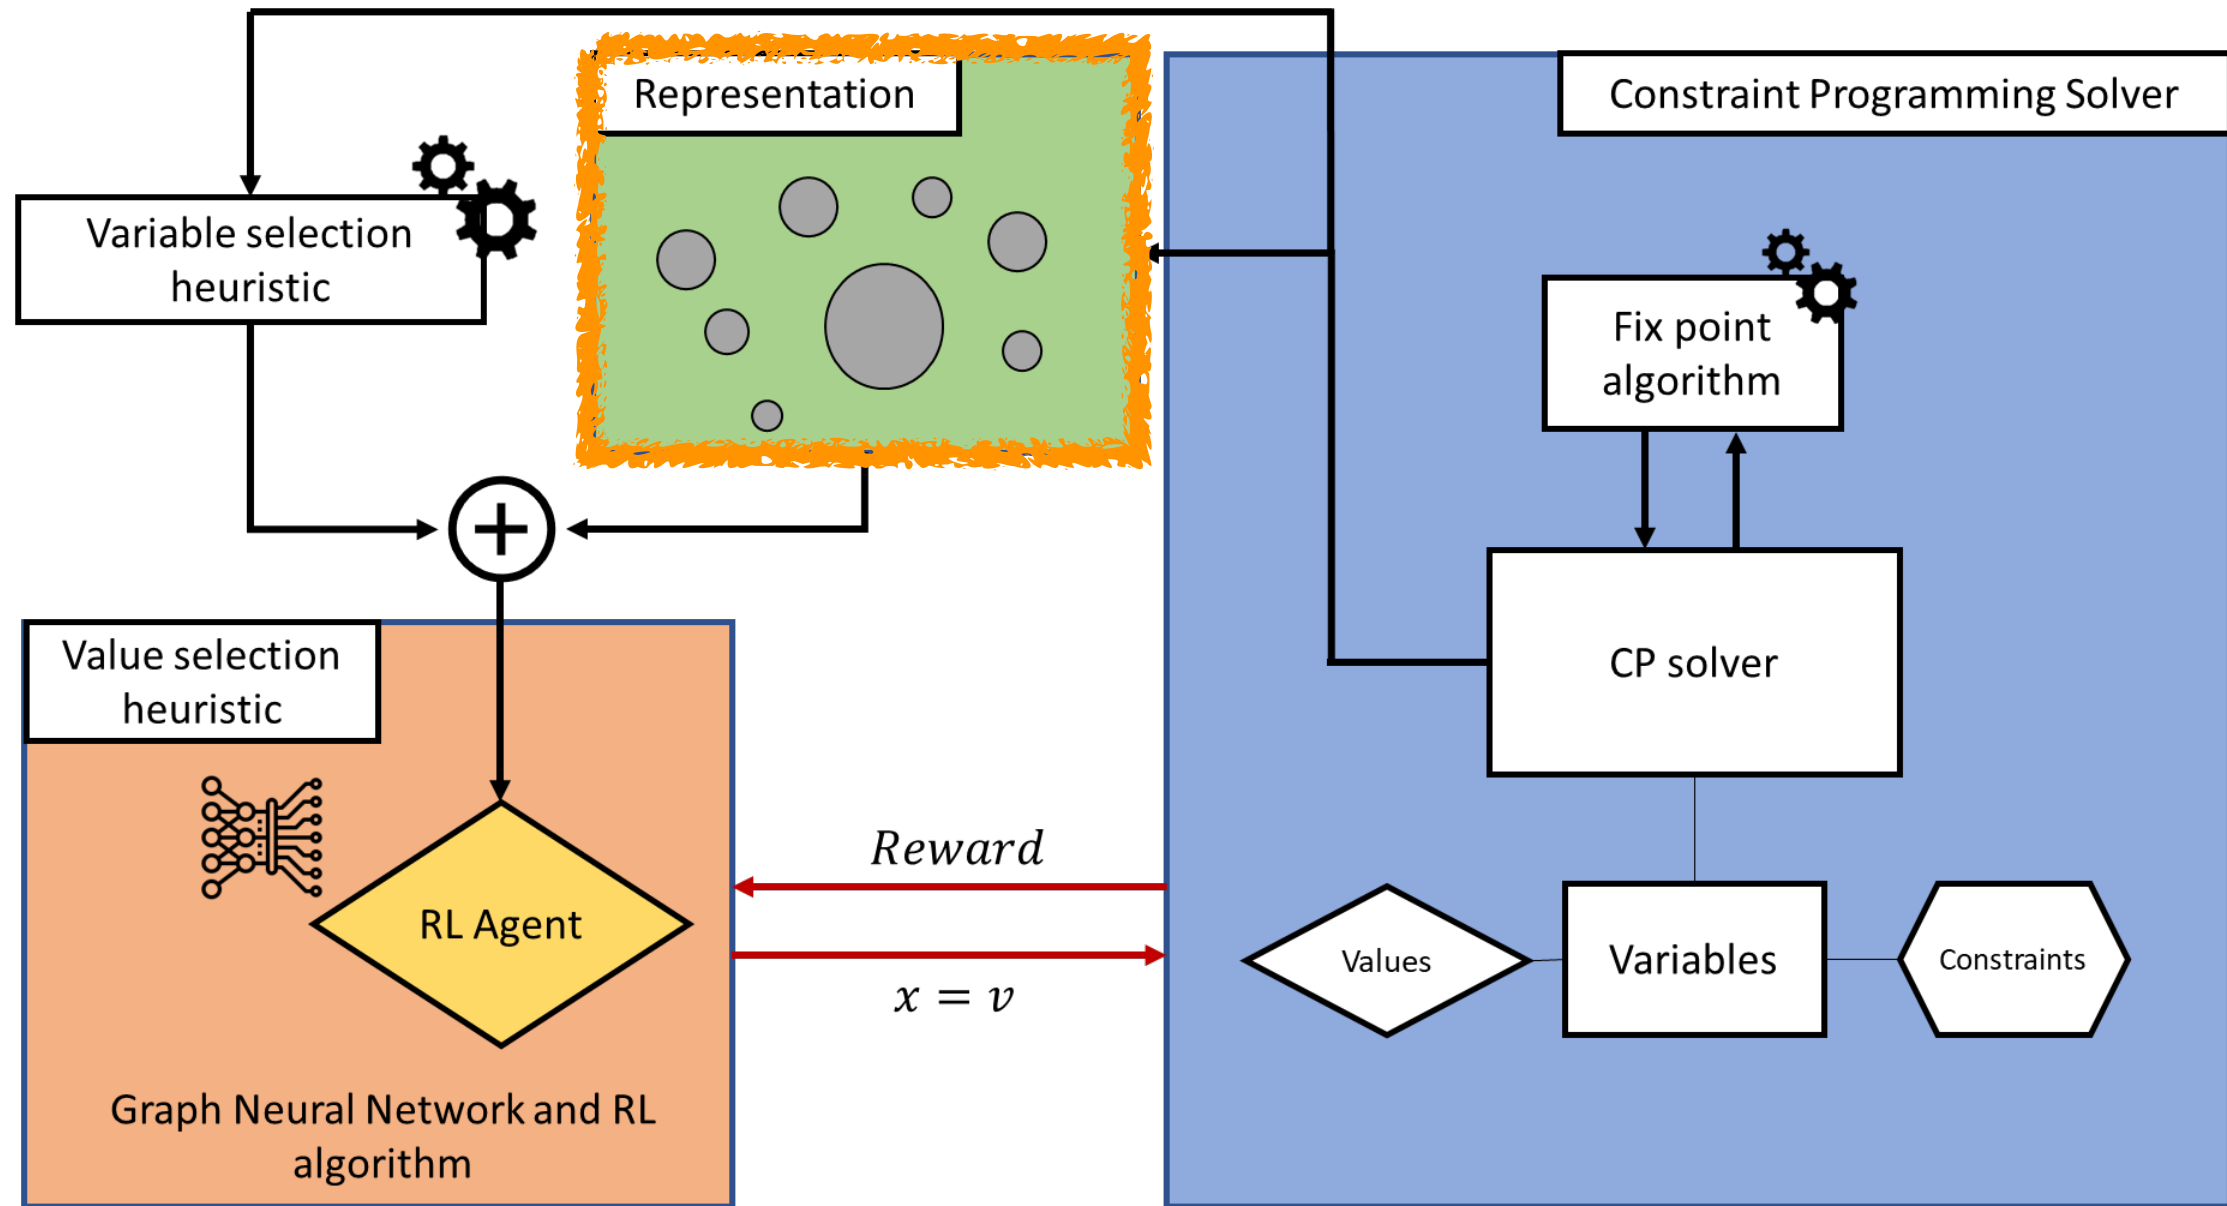 Representation
Constraint Programming Solver
Variable selection
heuristic
Fix point
algorithm
CP solver
Value selection
heuristic
Reward
RL Agent
x = v
Values
Variables
Constraints
Graph Neural Network and RL
algorithm